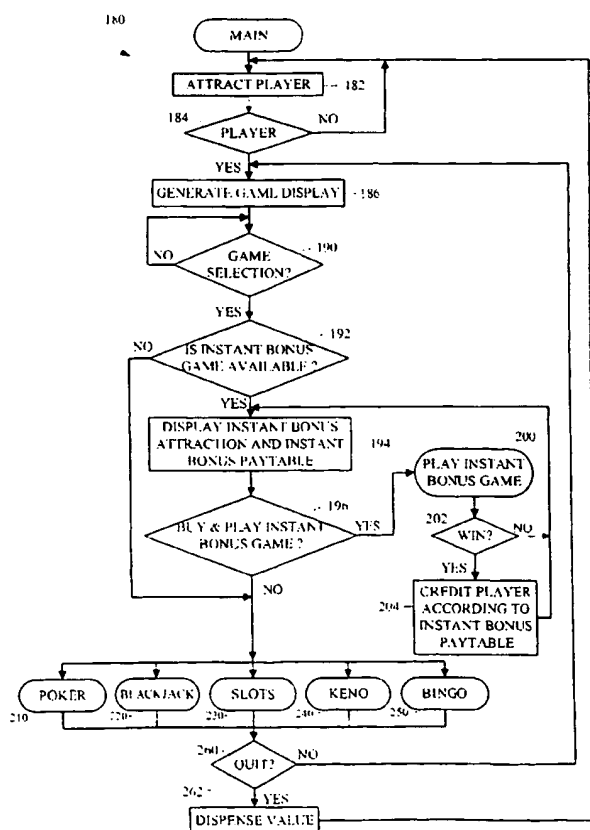 180
MAIN
ATTRACT PLAYER
182
184
PLAYER
NO
YES
GENERATE GAME DISPLAY
186
190
NO
GAME
SELECTION?
YES
192
NO
IS INSTANT BONUS
GAME AVAILABLE ?
YES
DISPLAY INSTANT BONUS
ATTRACTION AND INSTANT
BONUS PAYTABLE
194
200
PLAY INSTANT
BONUS GAME
196
BUY & PLAY INSTANT
BONUS GAME ?
YES
202
WIN?
NO
YES
NO
204
CREDIT PLAYER
ACCORDING TO
INSTANT BONUS
PAYTABLE
POKER
BLACKJACK
SLOTS
KENO
BINGO
210
220
230
240
250
260
QUIT?
NO
262
YES
DISPENSE VALUE